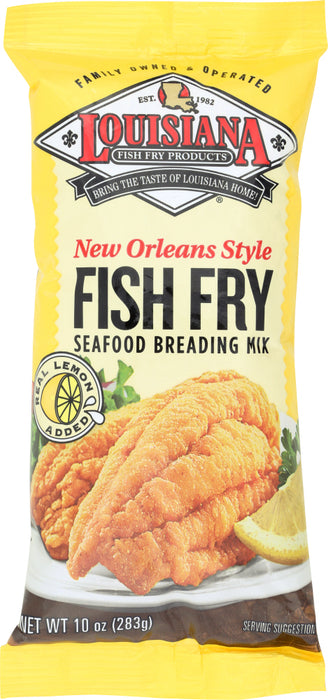 FAMILY OWNED & OPERATED
EST. 1982
LOUISIANA
FISH FRY PRODUCTS
BRING THE TASTE OF LOUISIANA HOME!
®
New Orleans Style
FISH FRY
SEAFOOD BREADING MIX
REAL LEMON
ADDED
NET WT 10 oz (283g)
SERVING SUGGESTION